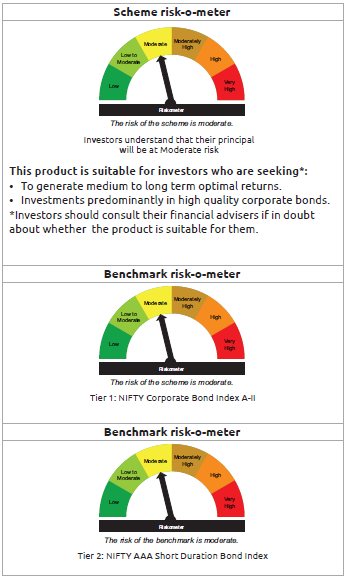 Scheme risk-o-meter
Low
Low to
Moderate
Moderate
Moderately
High
High
Very
High
Riskometer
The risk of the scheme is moderate.
Investors understand that their principal
will be at Moderate risk
This product is suitable for investors who are seeking*:
• To generate medium to long term optimal returns.
• Investments predominantly in high quality corporate bonds.
*Investors should consult their financial advisers if in doubt
about whether the product is suitable for them.
Benchmark risk-o-meter
Low
Low to
Moderate
Moderate
Moderately
High
High
Very
High
Riskometer
The risk of the scheme is moderate.
Tier 1: NIFTY Corporate Bond Index A-II
Benchmark risk-o-meter
Low
Low to
Moderate
Moderate
Moderately
High
High
Very
High
Riskometer
The risk of the benchmark is moderate.
Tier 2: NIFTY AAA Short Duration Bond Index